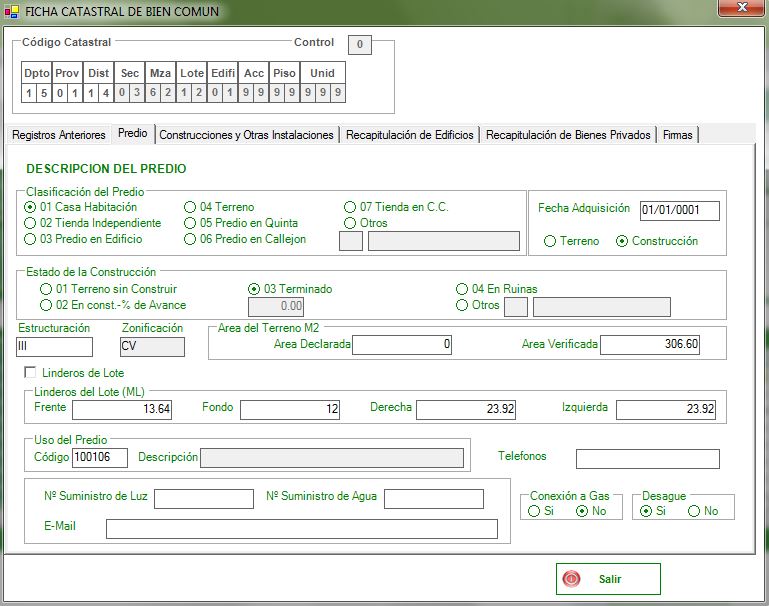 FICHA CATASTRAL DE BIEN COMUN
Código Catastral Control 0
Dpto Prov Dist Sec Mza Lote Edifi Acc Piso Unid
1 5 0 1 1 4 0 3 6 2 1 2 0 1 9 9 9 9 9 9 9
Registros Anteriores Predio Construcciones y Otras Instalaciones Recapitulación de Edificios Recapitulación de Bienes Privados Firmas
DESCRIPCION DEL PREDIO
Clasificación del Predio
01 Casa Habitación 04 Terreno 07 Tienda en C.C. Fecha Adquisición 01/01/0001
02 Tienda Independiente 05 Predio en Quinta Otros
03 Predio en Edificio 06 Predio en Callejon Terreno Construcción
Estado de la Construcción
01 Terreno sin Construir 03 Terminado 04 En Ruinas
02 En const.-% de Avance 0.00 Otros
Estructuración Zonificación Area del Terreno M2
III CV Area Declarada 0 Area Verificada 306.60
Linderos de Lote
Linderos del Lote (ML)
Frente 13.64 Fondo 12 Derecha 23.92 Izquierda 23.92
Uso del Predio
Código 100106 Descripción Telefonos
Nº Suministro de Luz Nº Suministro de Agua Conexión a Gas Desague
Si No Si No
E-Mail
Salir